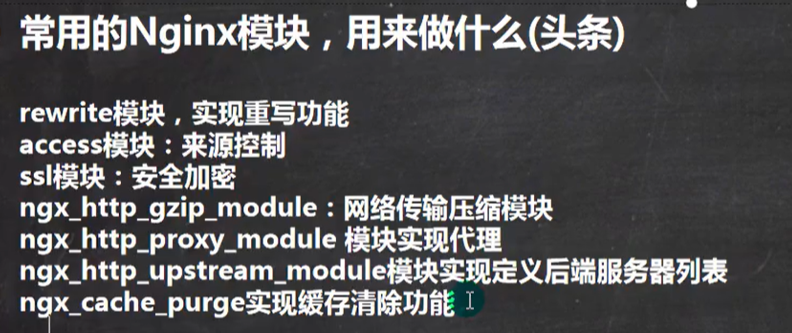 常用的Nginx模块，用来做什么(头条)
rewrite模块，实现重写功能
access模块：来源控制
ssl模块：安全加密
ngx_http_gzip_module：网络传输压缩模块
ngx_http_proxy_module 模块实现代理
ngx_http_upstream_module模块实现定义后端服务器列表
ngx_cache_purge实现缓存清除功能